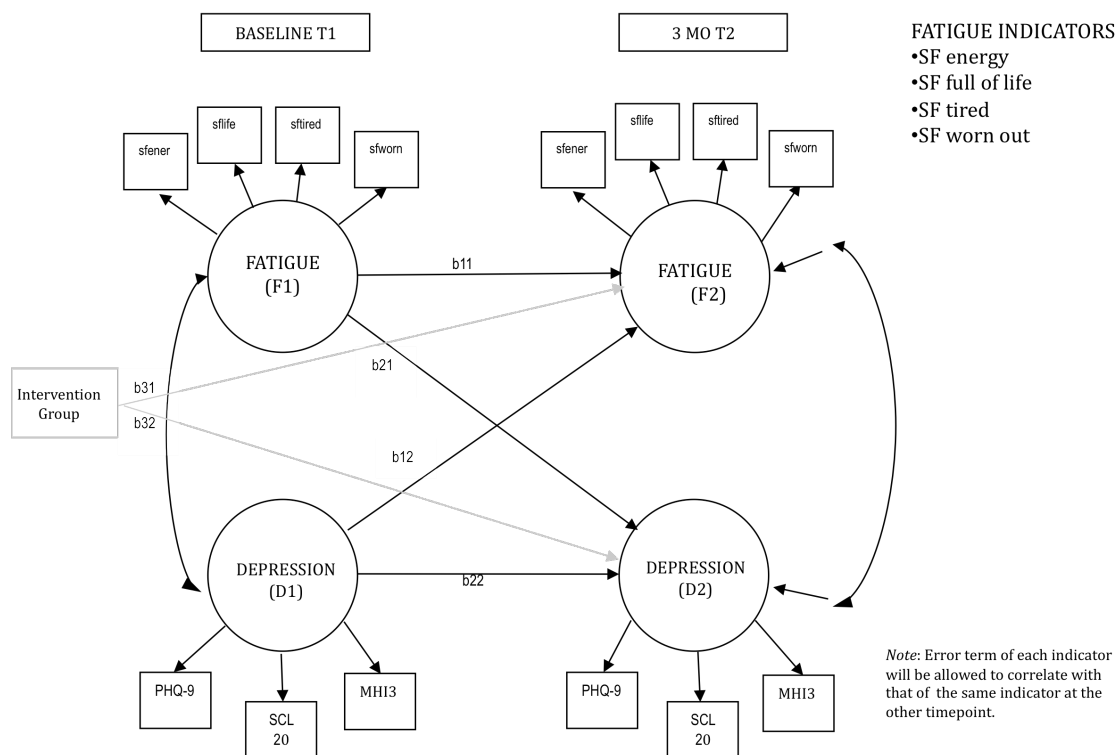 BASELINE T1
3 MO T2
FATIGUE INDICATORS
•SF energy
•SF full of life
•SF tired
•SF worn out
sfener
sflife
sftired
sfworn
sfener
sflife
sftired
sfworn
FATIGUE
(F1)
b11
FATIGUE
(F2)
Intervention
Group
b31
b32
b21
b12
DEPRESSION
(D1)
b22
DEPRESSION
(D2)
PHQ-9
SCL
20
MHI3
PHQ-9
SCL
20
MHI3
Note: Error term of each indicator
will be allowed to correlate with
that of the same indicator at the
other timepoint.